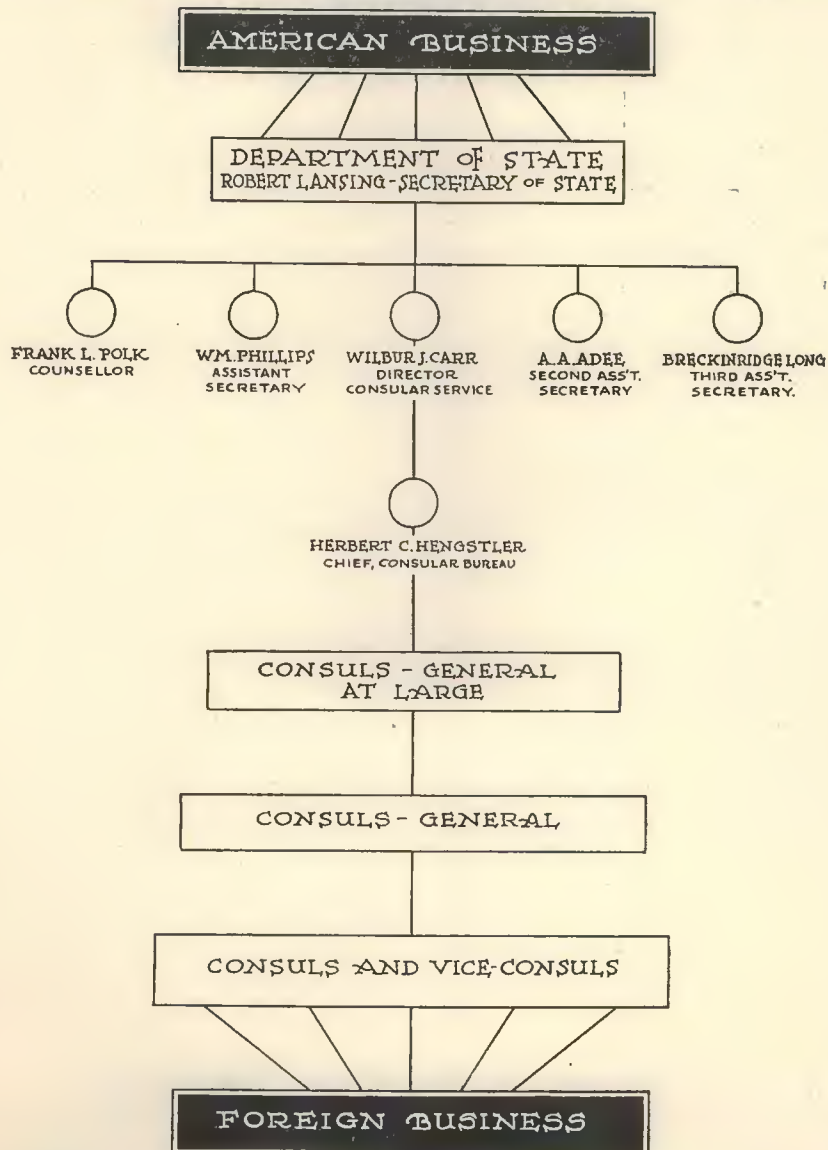 AMERICAN BUSINESS
DEPARTMENT OF STATE
ROBERT LANSING-SECRETARY OF STATE
FRANK L. POLK
COUNSELLOR
WM. PHILLIPS
ASSISTANT
SECRETARY
WILBUR J. CARR
DIRECTOR
CONSULAR SERVICE
A. A. ADEE
SECOND ASS'T.
SECRETARY
BRECKINRIDGE LONG
THIRD ASS'T.
SECRETARY.
HERBERT C. HENGSTLER
CHIEF, CONSULAR BUREAU
CONSULS - GENERAL
AT LARGE
CONSULS - GENERAL
CONSULS AND VICE-CONSULS
FOREIGN BUSINESS